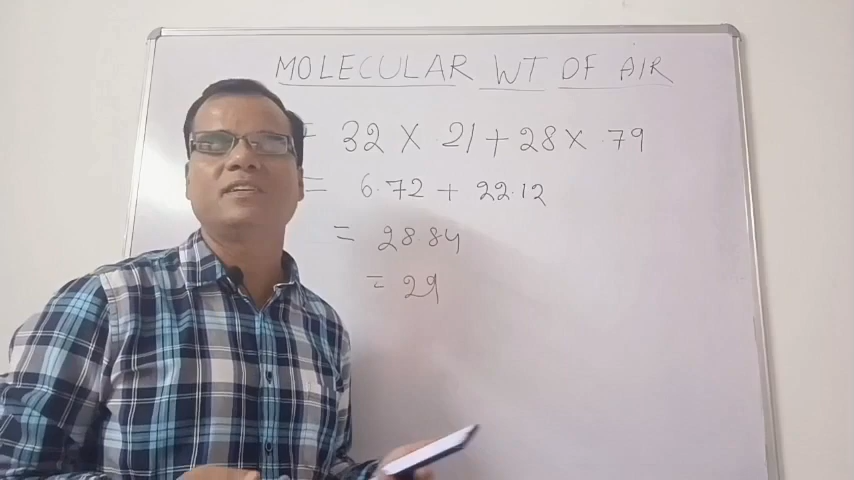 MOLECULAR WT OF AIR
= 32 X .21 + 28 X .79
= 6.72 + 22.12
= 28.84
= 29